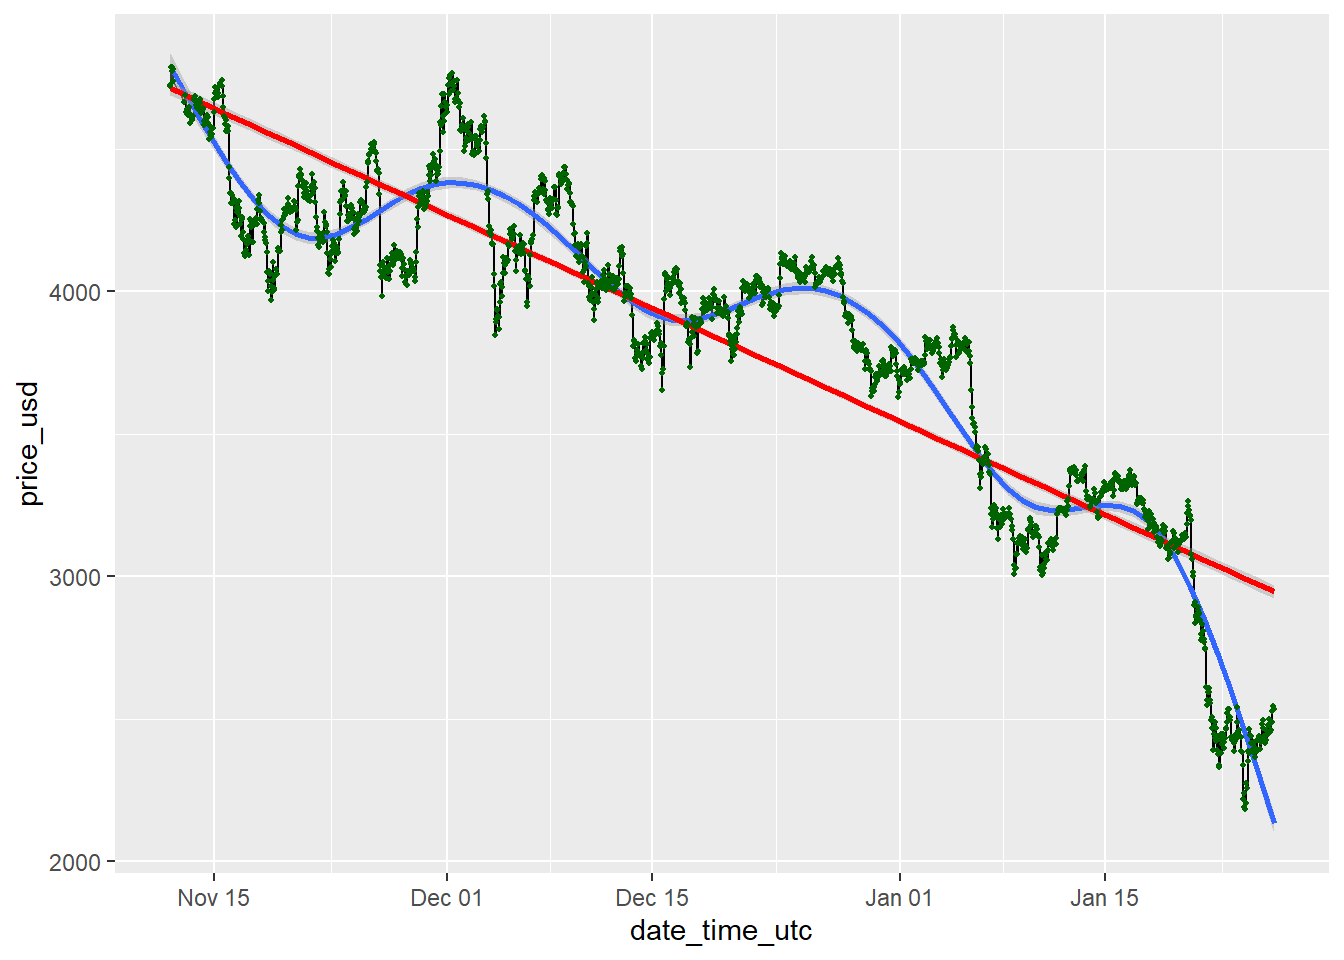 price_usd
4000
3000
2000
Nov 15
Dec 01
Dec 15
Jan 01
Jan 15
date_time_utc